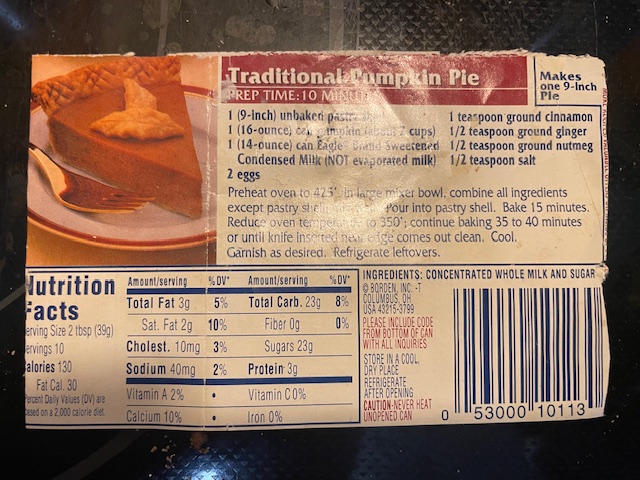 Traditional Pumpkin Pie
PREP TIME: 10
Makes
one 9-inch
Pie
1 (9-inch) unbaked pastry
1 (16-ounce) can pumpkin (about 2 cups)
1 (14-ounce) can Eagle Brand Sweetened
Condensed Milk (NOT evaporated milk)
2 eggs
1 teaspoon ground cinnamon
1/2 teaspoon ground ginger
1/2 teaspoon ground nutmeg
1/2 teaspoon salt
Preheat oven to 425°. In large mixer bowl, combine all ingredients
except pastry shell Pour into pastry shell. Bake 15 minutes.
Reduce oven to 350°; continue baking 35 to 40 minutes
or until knife inserted near edge comes out clean. Cool.
Garnish as desired. Refrigerate leftovers.
Nutrition
Facts
erving Size 2 tbsp (39g)
ervings 10
alories 130
Fat Cal. 30
Percent Daily Values (DV) are
based on a 2,000 calorie diet.
Amount/serving %DV* Amount/serving %DV*
Total Fat 3g 5% Total Carb. 23g 8%
Sat. Fat 2g 10% Fiber 0g 0%
Cholest. 10mg 3% Sugars 23g
Sodium 40mg 2% Protein 3g
Vitamin A 2% • Vitamin C 0%
Calcium 10% • Iron 0%
INGREDIENTS: CONCENTRATED WHOLE MILK AND SUGAR
© BORDEN, INC. -T
COLUMBUS, OH
USA 43215-3799
PLEASE INCLUDE CODE
FROM BOTTOM OF CAN
WITH ALL INQUIRIES
STORE IN A COOL,
DRY PLACE
REFRIGERATE
AFTER OPENING
CAUTION-NEVER HEAT
UNOPENED CAN
0 53000 10113